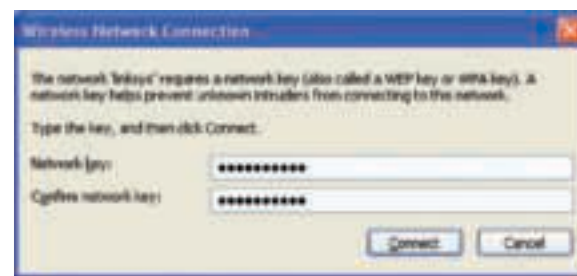 Wireless Network Connection
The network 'linksys' requires a network key (also called a WEP key or WPA key). A
network key helps prevent unknown intruders from connecting to this network.
Type the key, and then click Connect.
Network key: ●●●●●●●●●●
Confirm network key: ●●●●●●●●●●
Connect Cancel